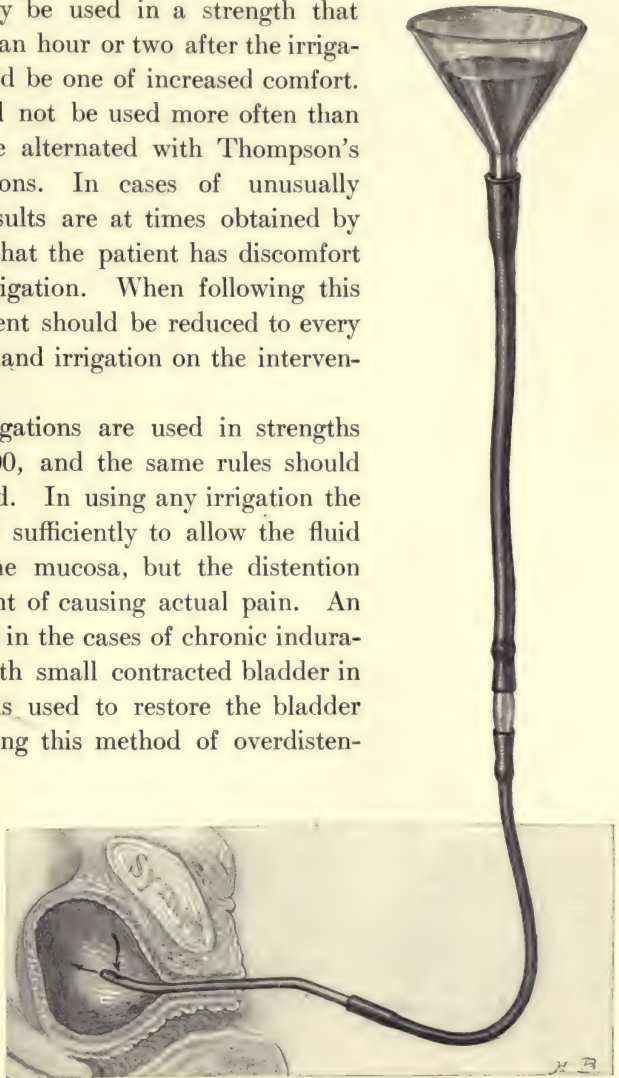 y be used in a strength that
an hour or two after the irriga-
d be one of increased comfort.
l not be used more often than
e alternated with Thompson's
ons. In cases of unusually
sults are at times obtained by
hat the patient has discomfort
igation. When following this
ent should be reduced to every
and irrigation on the interven-
gations are used in strengths
00, and the same rules should
d. In using any irrigation the
sufficiently to allow the fluid
e mucosa, but the distention
nt of causing actual pain. An
in the cases of chronic indura-
th small contracted bladder in
s used to restore the bladder
ng this method of overdisten-
Sym
H B